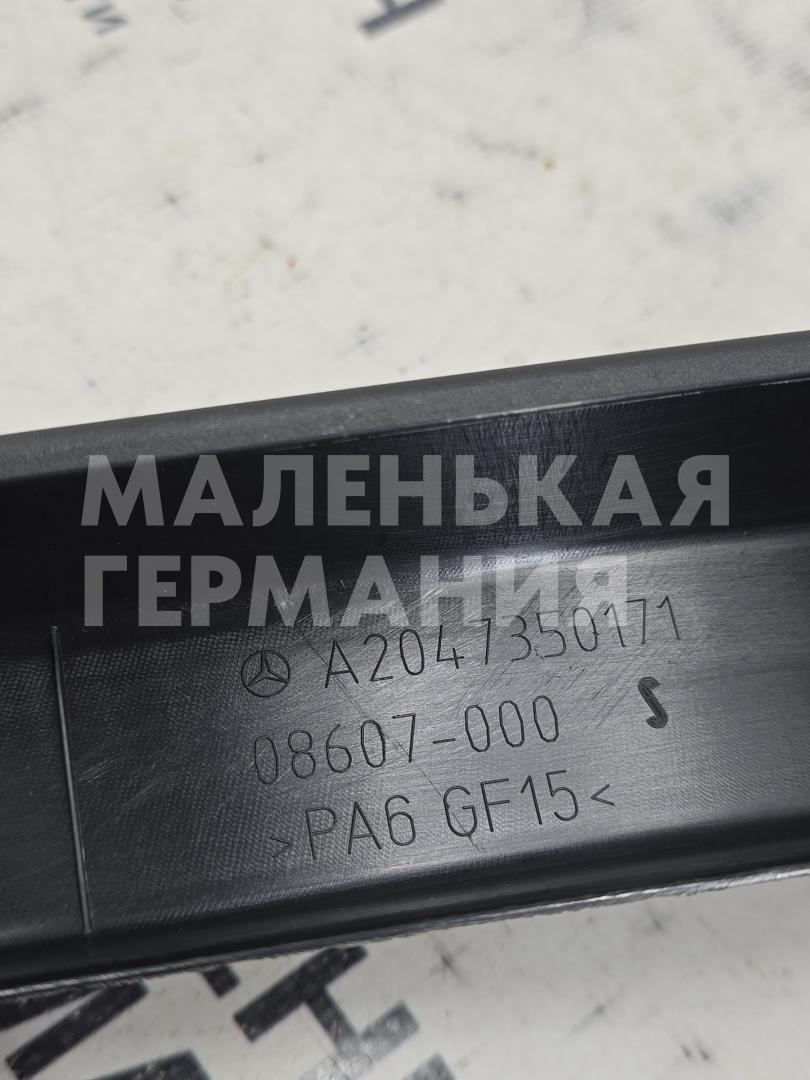 МАЛЕНЬКАЯ
ГЕРМАНИЯ
A2047350171
08607-000 S
>PA6 GF15<